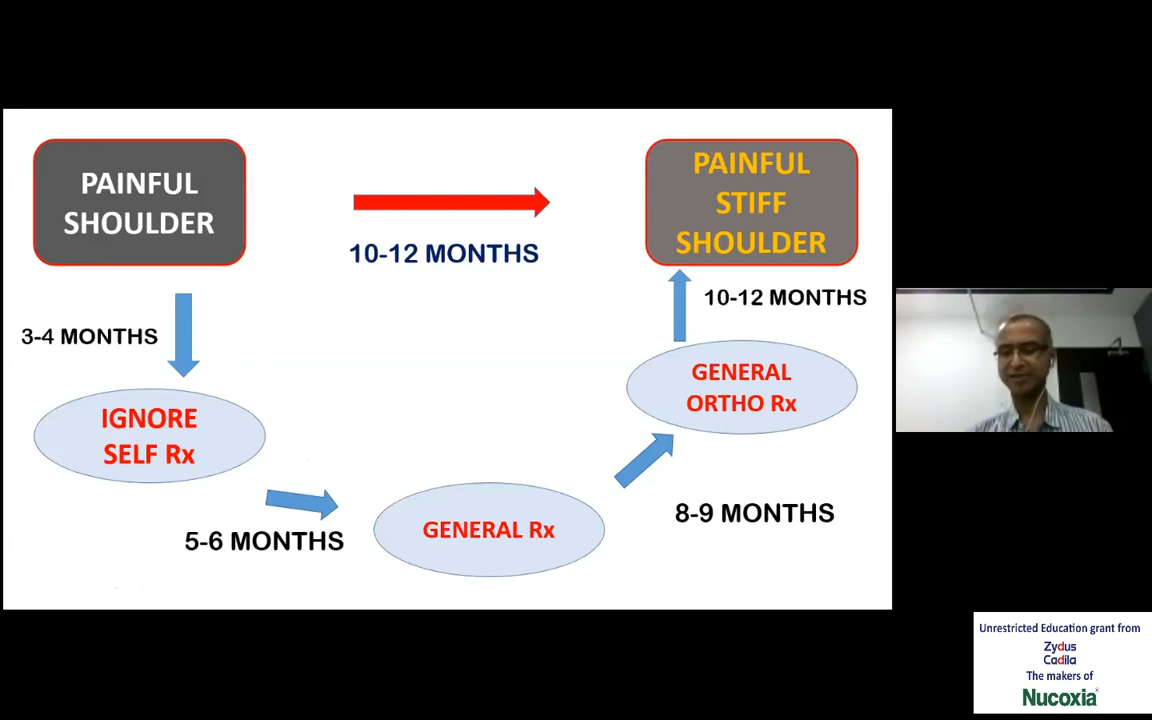 PAINFUL
SHOULDER
10-12 MONTHS
PAINFUL
STIFF
SHOULDER
3-4 MONTHS
10-12 MONTHS
IGNORE
SELF Rx
GENERAL
ORTHO Rx
5-6 MONTHS
GENERAL Rx
8-9 MONTHS
Unrestricted Education grant from
Zydus
Cadila
The makers of
Nucoxia